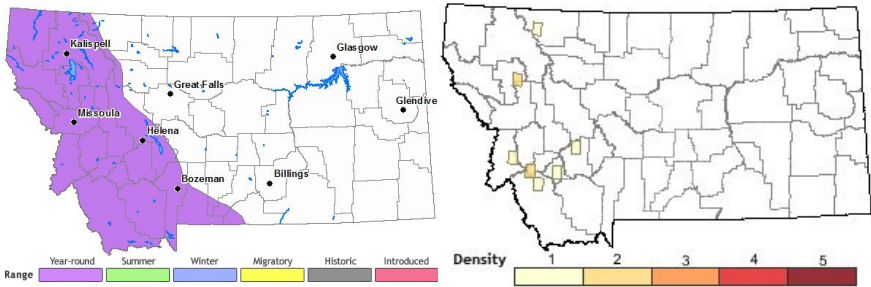 Kalispell
Glasgow
Great Falls
Glendive
Missoula
Helena
Bozeman
Billings
Range
Year-round
Summer
Winter
Migratory
Historic
Introduced
Density
1 2 3 4 5